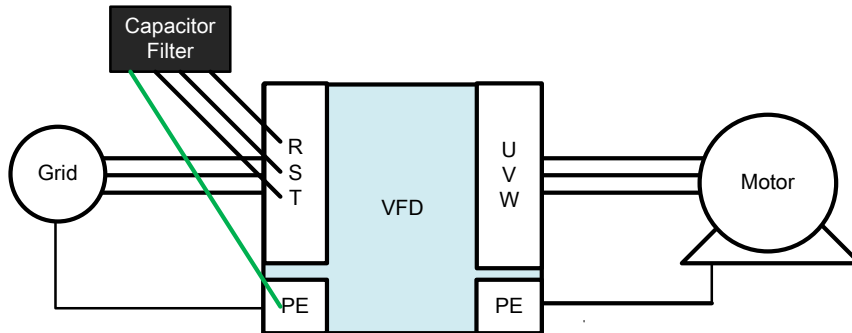 Capacitor
Filter
Grid
R
S
T
VFD
U
V
W
Motor
PE
PE